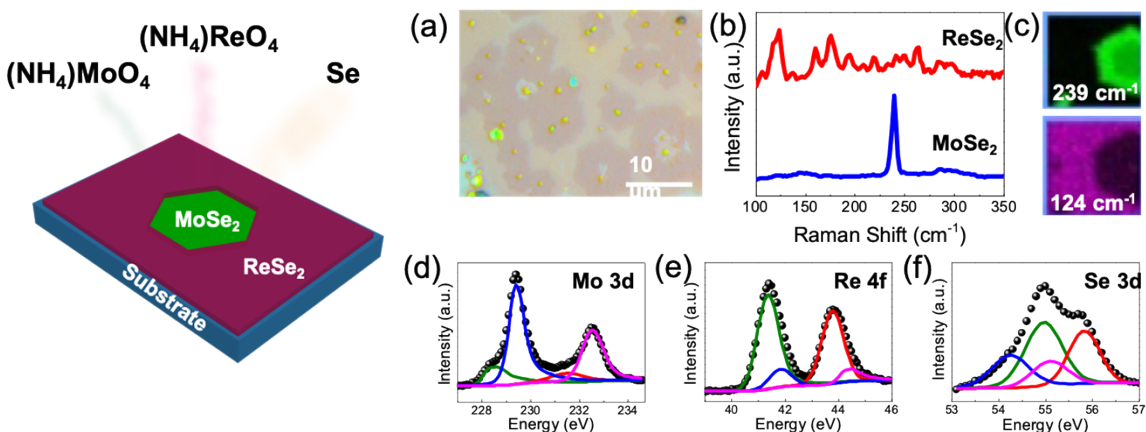 (NH₄)ReO₄
(NH₄)MoO₄
Se
MoSe₂
ReSe₂
Substrate
(a)
10
µm
(b)
Intensity (a.u.)
ReSe₂
MoSe₂
100 150 200 250 300 350
Raman Shift (cm⁻¹)
(c)
239 cm⁻¹
124 cm⁻¹
(d)
Mo 3d
Intensity (a.u.)
228 230 232 234
Energy (eV)
(e)
Re 4f
Intensity (a.u.)
40 42 44 46
Energy (eV)
(f)
Se 3d
Intensity (a.u.)
53 54 55 56 57
Energy (eV)